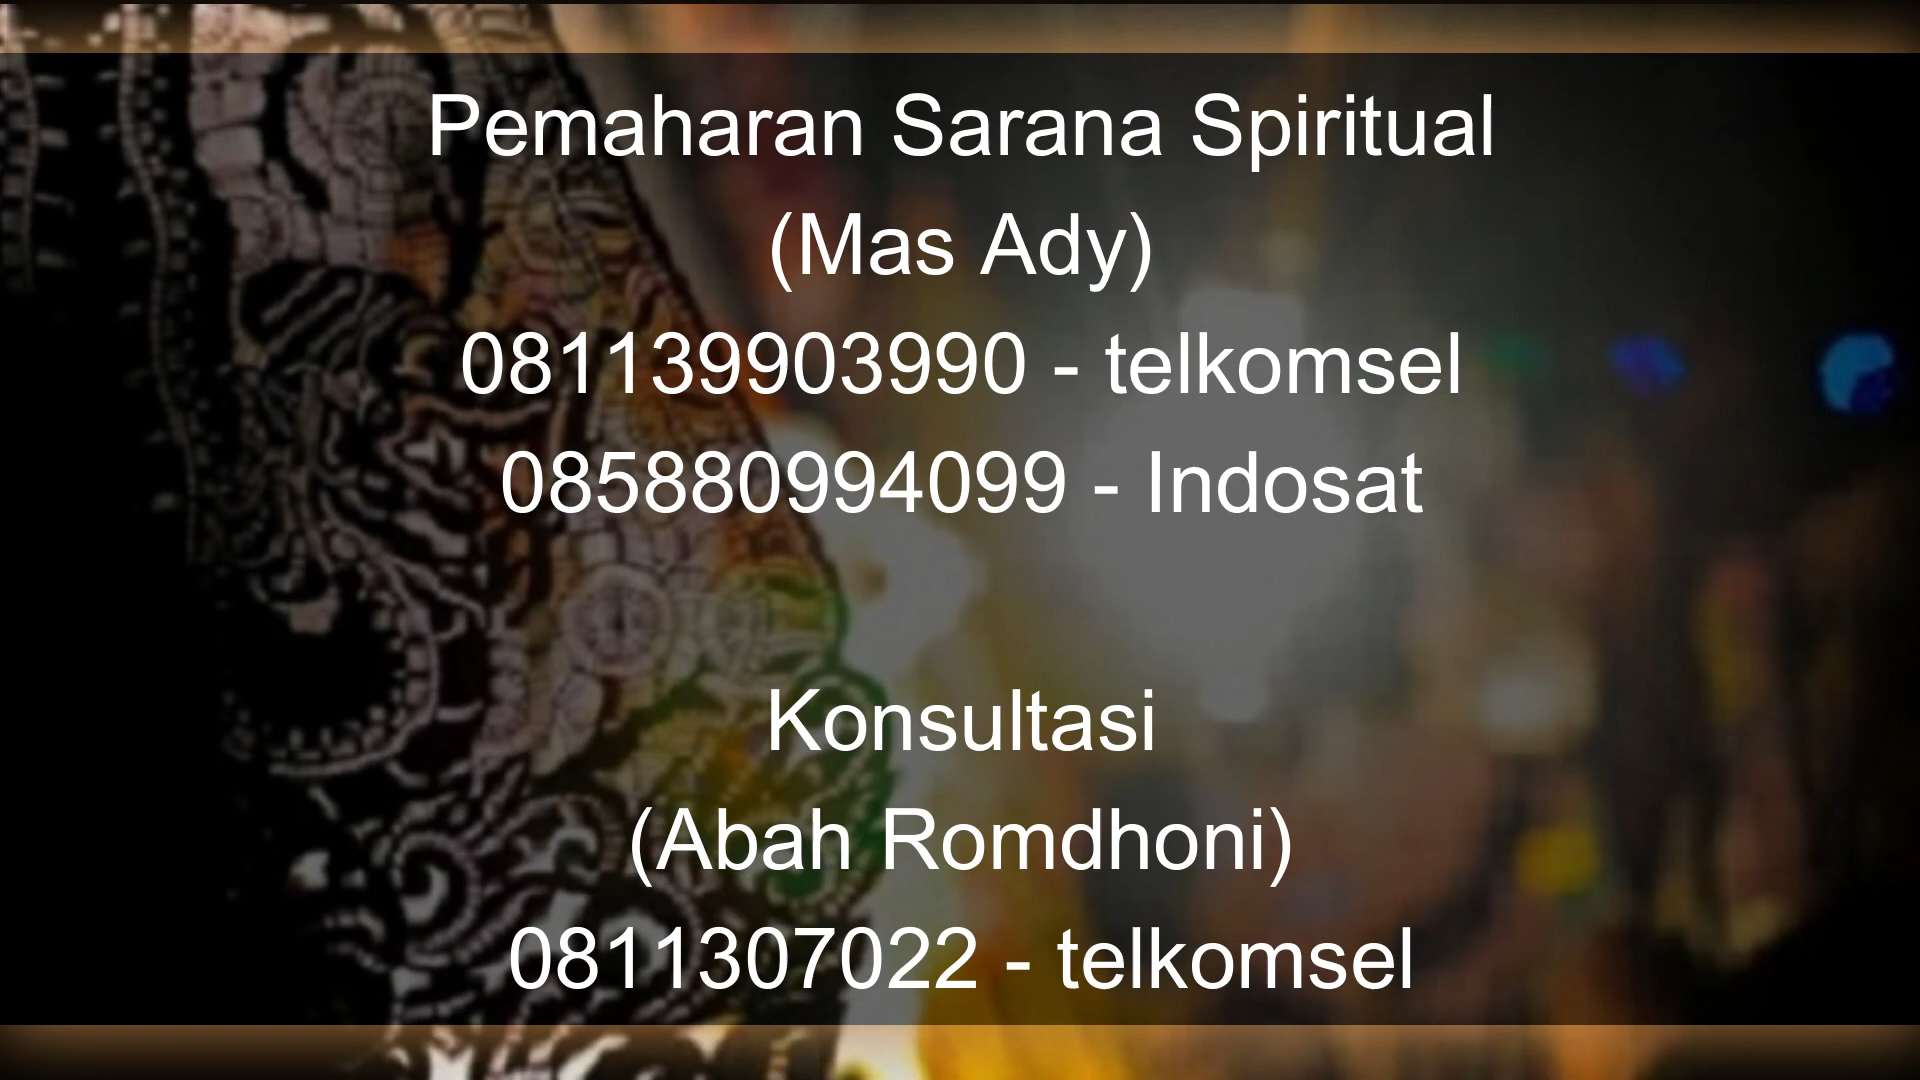 Pemaharan Sarana Spiritual
(Mas Ady)
081139903990 - telkomsel
085880994099 - Indosat
Konsultasi
(Abah Romdhoni)
0811307022 - telkomsel